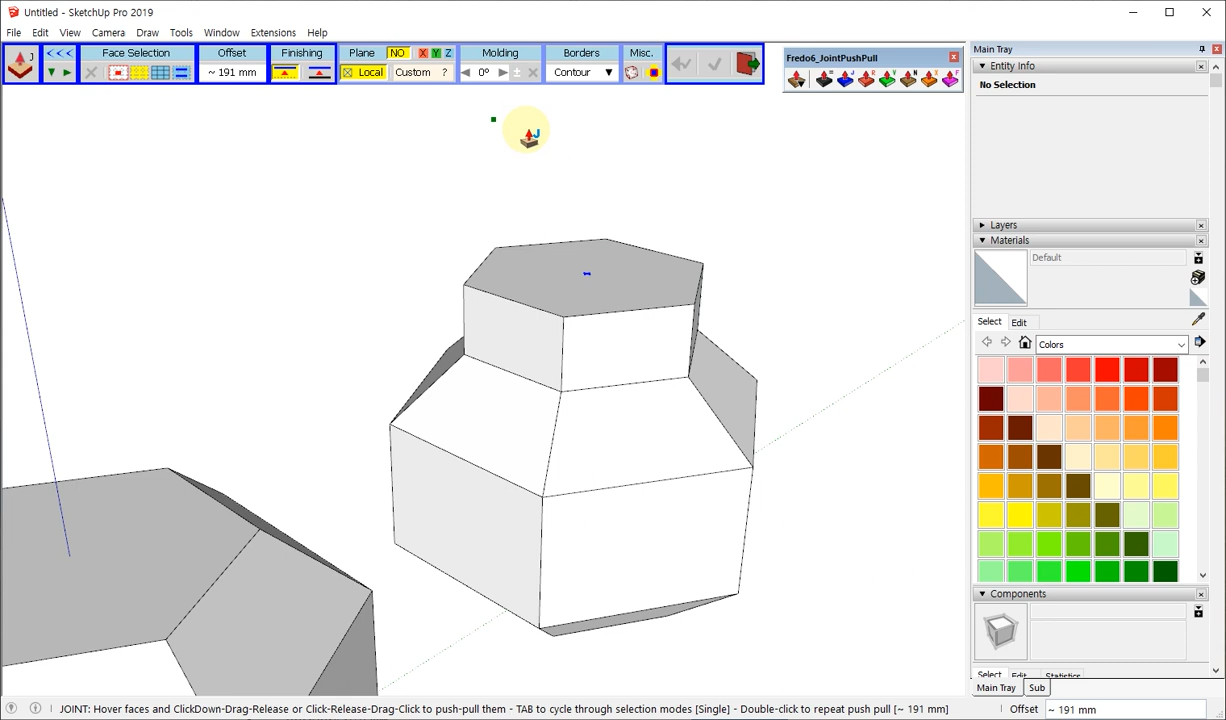 Untitled - SketchUp Pro 2019
File Edit View Camera Draw Tools Window Extensions Help
J <<< Face Selection Offset Finishing Plane NO X Y Z Molding Borders Misc.
~ 191 mm Local Custom ? 0º ± Contour
Fredo6_JointPushPull
J
Main Tray
Entity Info
No Selection
Layers
Materials
Default
Select Edit
Colors
Components
Select Edit Statistics
Main Tray Sub
JOINT: Hover faces and ClickDown-Drag-Release or Click-Release-Drag-Click to push-pull them - TAB to cycle through selection modes [Single] - Double-click to repeat push pull [~ 191 mm] Offset ~ 191 mm